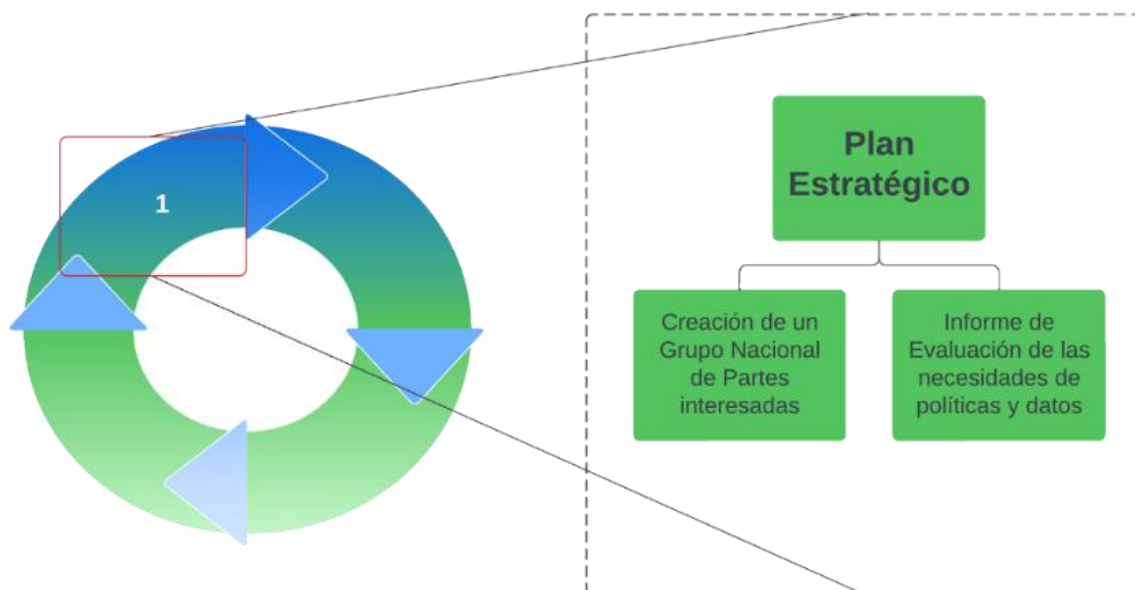 1
Plan
Estratégico
Creación de un
Grupo Nacional
de Partes
interesadas
Informe de
Evaluación de las
necesidades de
políticas y datos